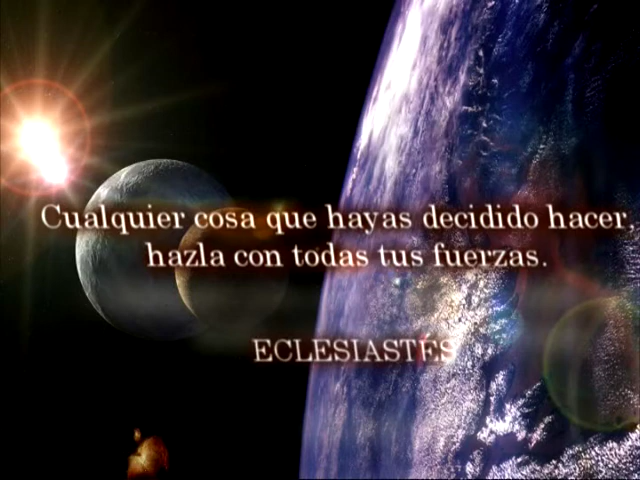 Cualquier cosa que hayas decidido hacer,
hazla con todas tus fuerzas.
ECLESIASTÉS